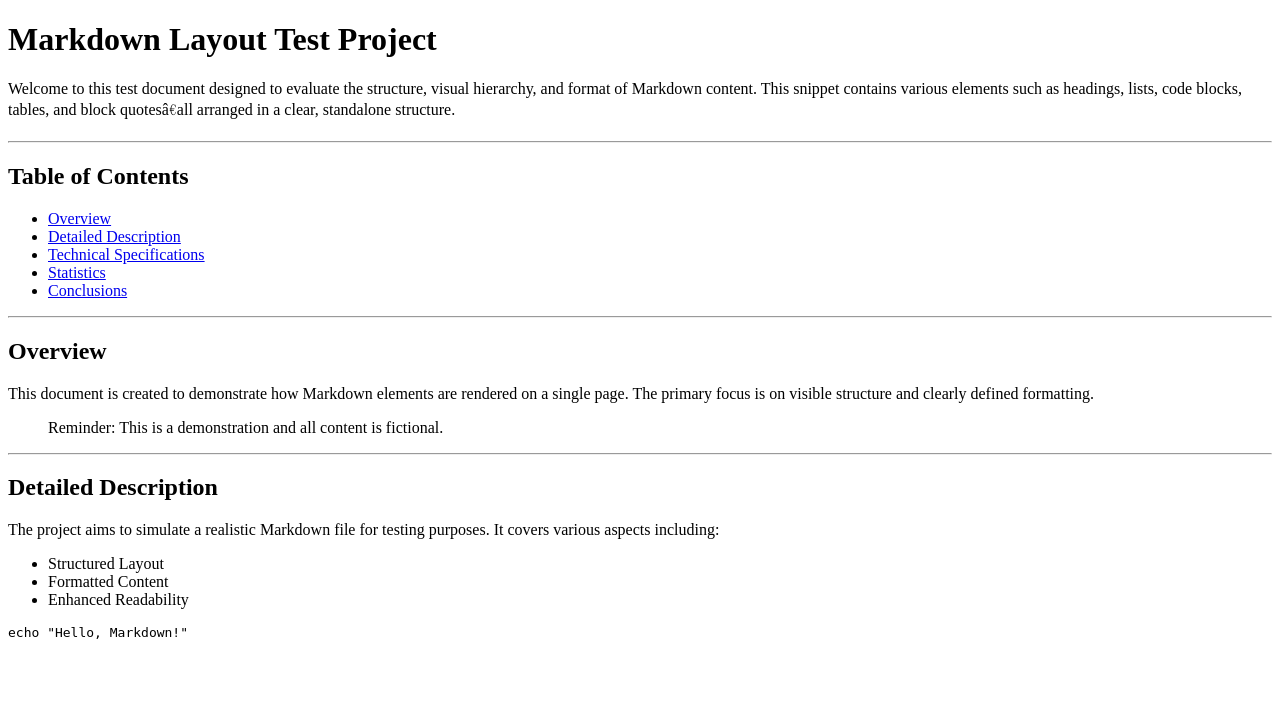 Markdown Layout Test Project
Welcome to this test document designed to evaluate the structure, visual hierarchy, and format of Markdown content. This snippet contains various elements such as headings, lists, code blocks,
tables, and block quotesâ€all arranged in a clear, standalone structure.
Table of Contents
Overview
Detailed Description
Technical Specifications
Statistics
Conclusions
Overview
This document is created to demonstrate how Markdown elements are rendered on a single page. The primary focus is on visible structure and clearly defined formatting.
Reminder: This is a demonstration and all content is fictional.
Detailed Description
The project aims to simulate a realistic Markdown file for testing purposes. It covers various aspects including:
Structured Layout
Formatted Content
Enhanced Readability
echo "Hello, Markdown!"